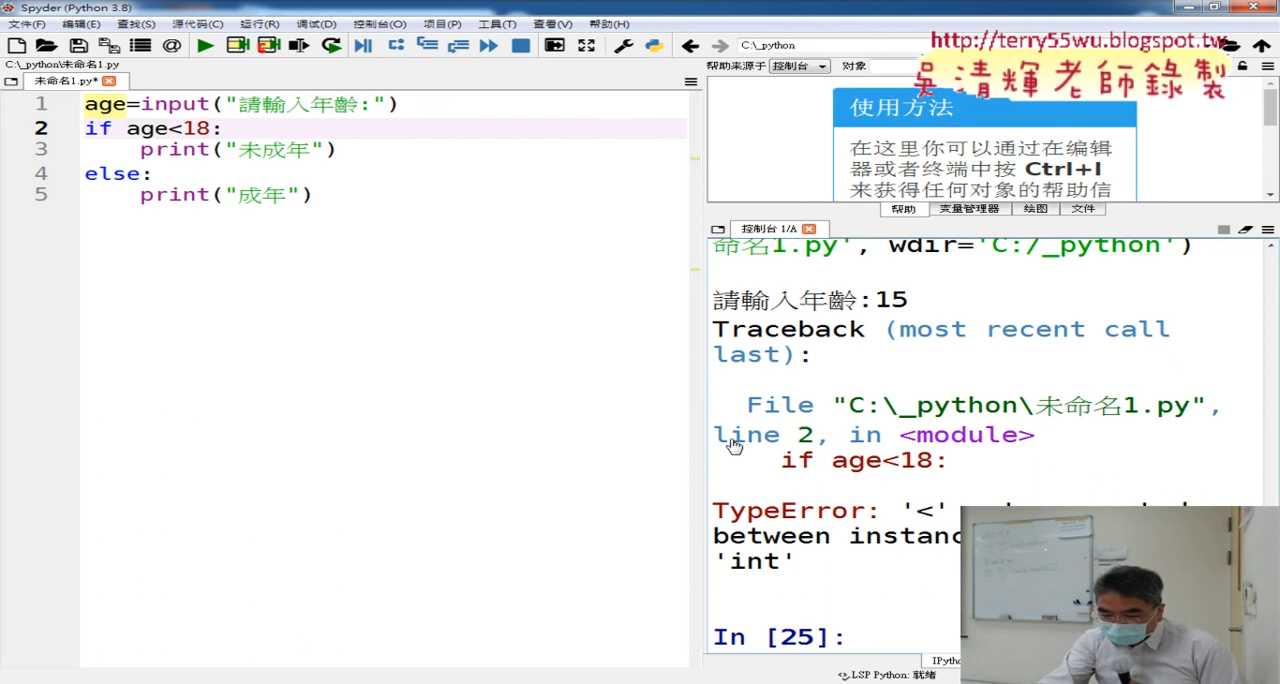 Spyder (Python 3.8)
文件(F) 编辑(E) 查找(S) 源代码(C) 运行(R) 调试(D) 控制台(O) 项目(P) 工具(T) 查看(V) 帮助(H)
C:\_python
http://terry55wu.blogspot.tw
吳清輝老師錄製
C:\_python\未命名1.py
未命名1.py*
1 age=input("請輸入年齡:")
2 if age<18:
3 print("未成年")
4 else:
5 print("成年")
帮助来源于 控制台 对象
使用方法
在这里你可以通过在编辑
器或者终端中按 Ctrl+I
来获得任何对象的帮助信
帮助 变量管理器 绘图 文件
控制台 1/A
命名1.py', wdir='C:/_python')
請輸入年齡:15
Traceback (most recent call
last):
File "C:\_python\未命名1.py",
line 2, in <module>
if age<18:
TypeError: '<'
between instanc
'int'
In [25]:
IPytho
LSP Python: 就绪